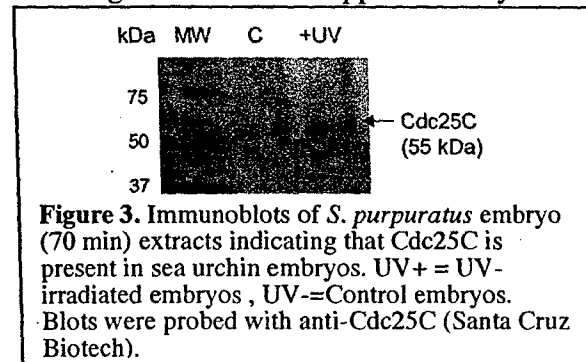 kDa MW C +UV
75
Cdc25C
50
(55 kDa)
37
Figure 3. Immunoblots of S. purpuratus embryo
(70 min) extracts indicating that Cdc25C is
present in sea urchin embryos. UV+ = UV-
irradiated embryos , UV-=Control embryos.
Blots were probed with anti-Cdc25C (Santa Cruz
Biotech).